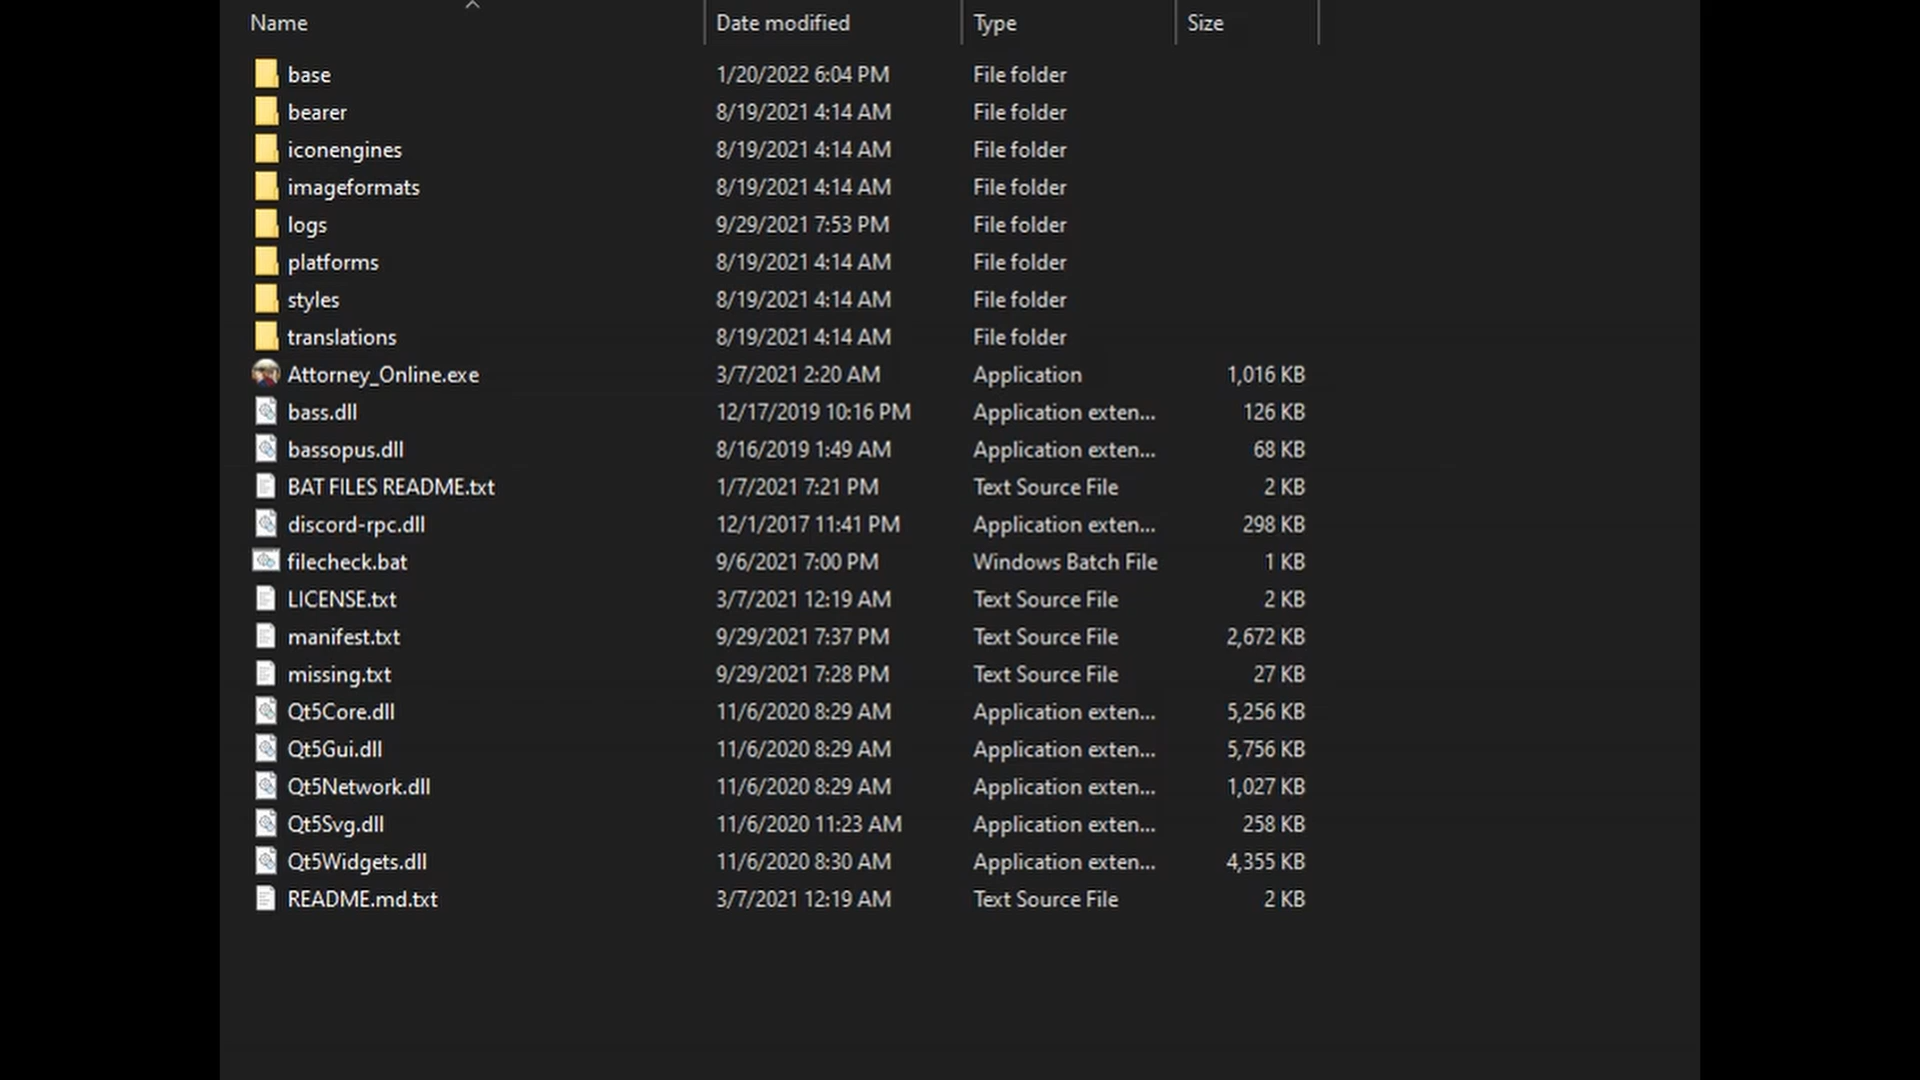 Name Date modified Type Size
base 1/20/2022 6:04 PM File folder
bearer 8/19/2021 4:14 AM File folder
iconengines 8/19/2021 4:14 AM File folder
imageformats 8/19/2021 4:14 AM File folder
logs 9/29/2021 7:53 PM File folder
platforms 8/19/2021 4:14 AM File folder
styles 8/19/2021 4:14 AM File folder
translations 8/19/2021 4:14 AM File folder
Attorney_Online.exe 3/7/2021 2:20 AM Application 1,016 KB
bass.dll 12/17/2019 10:16 PM Application exten... 126 KB
bassopus.dll 8/16/2019 1:49 AM Application exten... 68 KB
BAT FILES README.txt 1/7/2021 7:21 PM Text Source File 2 KB
discord-rpc.dll 12/1/2017 11:41 PM Application exten... 298 KB
filecheck.bat 9/6/2021 7:00 PM Windows Batch File 1 KB
LICENSE.txt 3/7/2021 12:19 AM Text Source File 2 KB
manifest.txt 9/29/2021 7:37 PM Text Source File 2,672 KB
missing.txt 9/29/2021 7:28 PM Text Source File 27 KB
Qt5Core.dll 11/6/2020 8:29 AM Application exten... 5,256 KB
Qt5Gui.dll 11/6/2020 8:29 AM Application exten... 5,756 KB
Qt5Network.dll 11/6/2020 8:29 AM Application exten... 1,027 KB
Qt5Svg.dll 11/6/2020 11:23 AM Application exten... 258 KB
Qt5Widgets.dll 11/6/2020 8:30 AM Application exten... 4,355 KB
README.md.txt 3/7/2021 12:19 AM Text Source File 2 KB